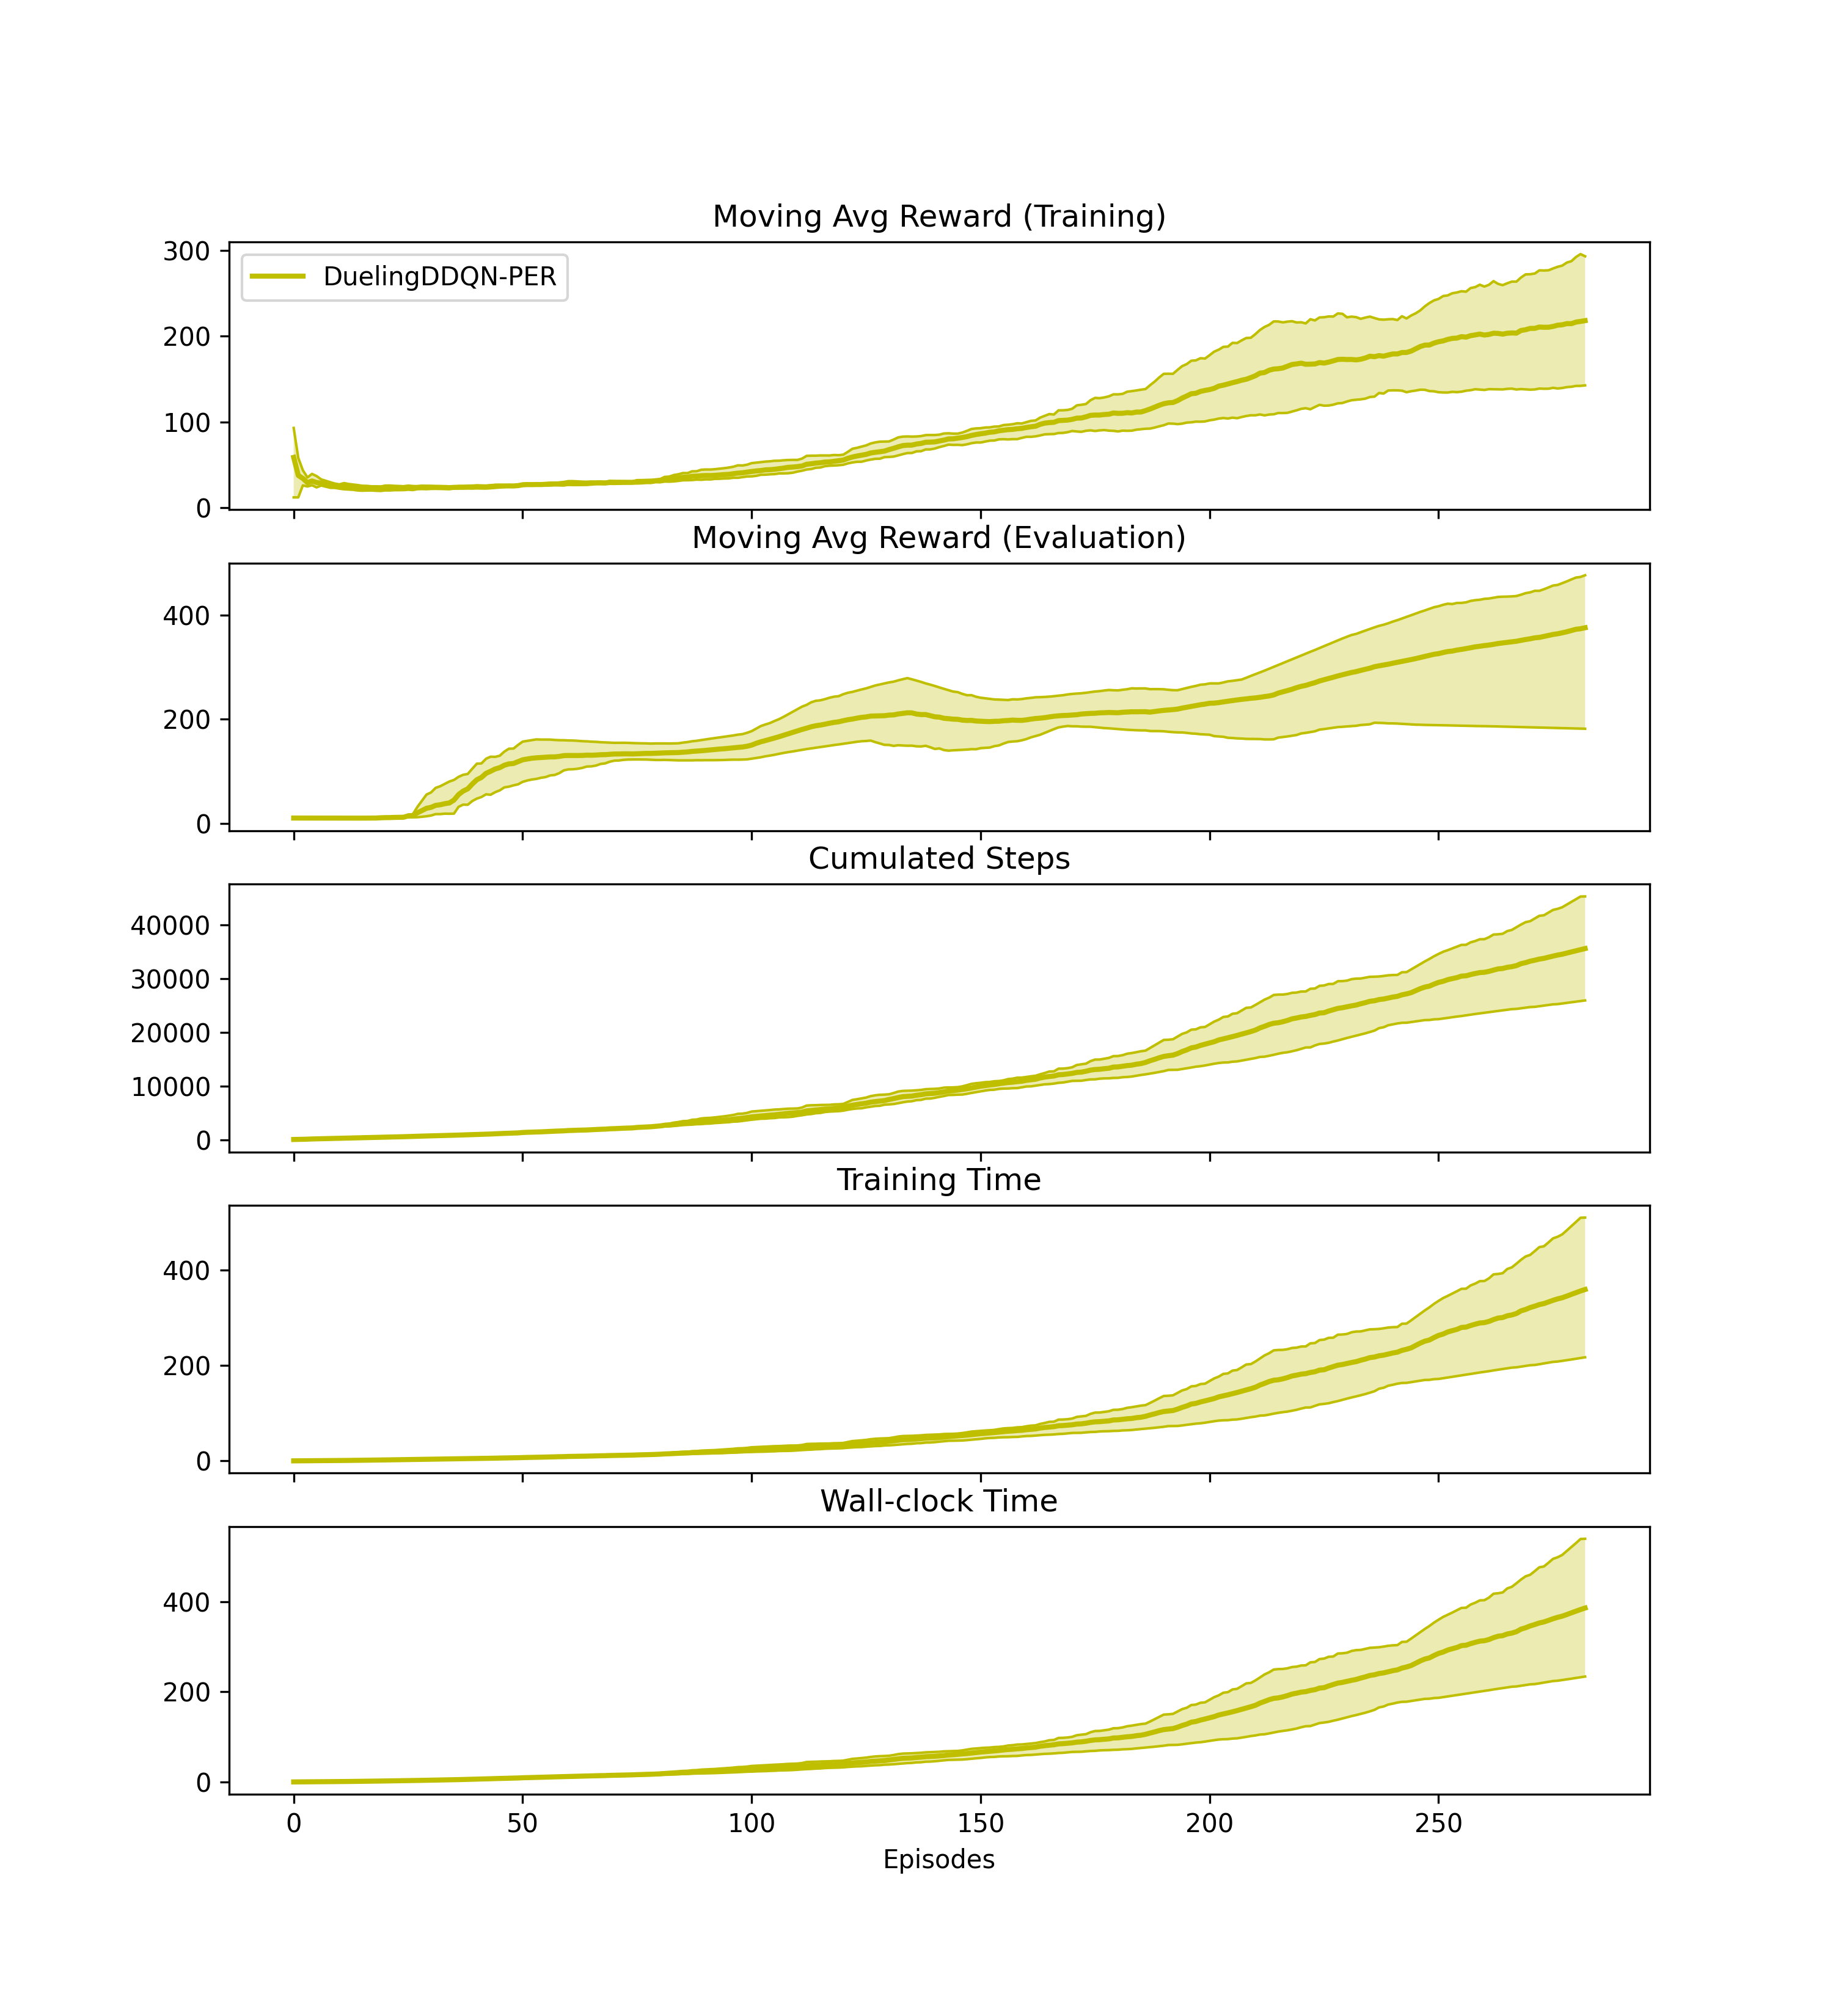 Moving Avg Reward (Training)
300
200
100
0
DuelingDDQN-PER
Moving Avg Reward (Evaluation)
400
200
0
Cumulated Steps
40000
30000
20000
10000
0
Training Time
400
200
0
Wall-clock Time
400
200
0
0 50 100 150 200 250
Episodes